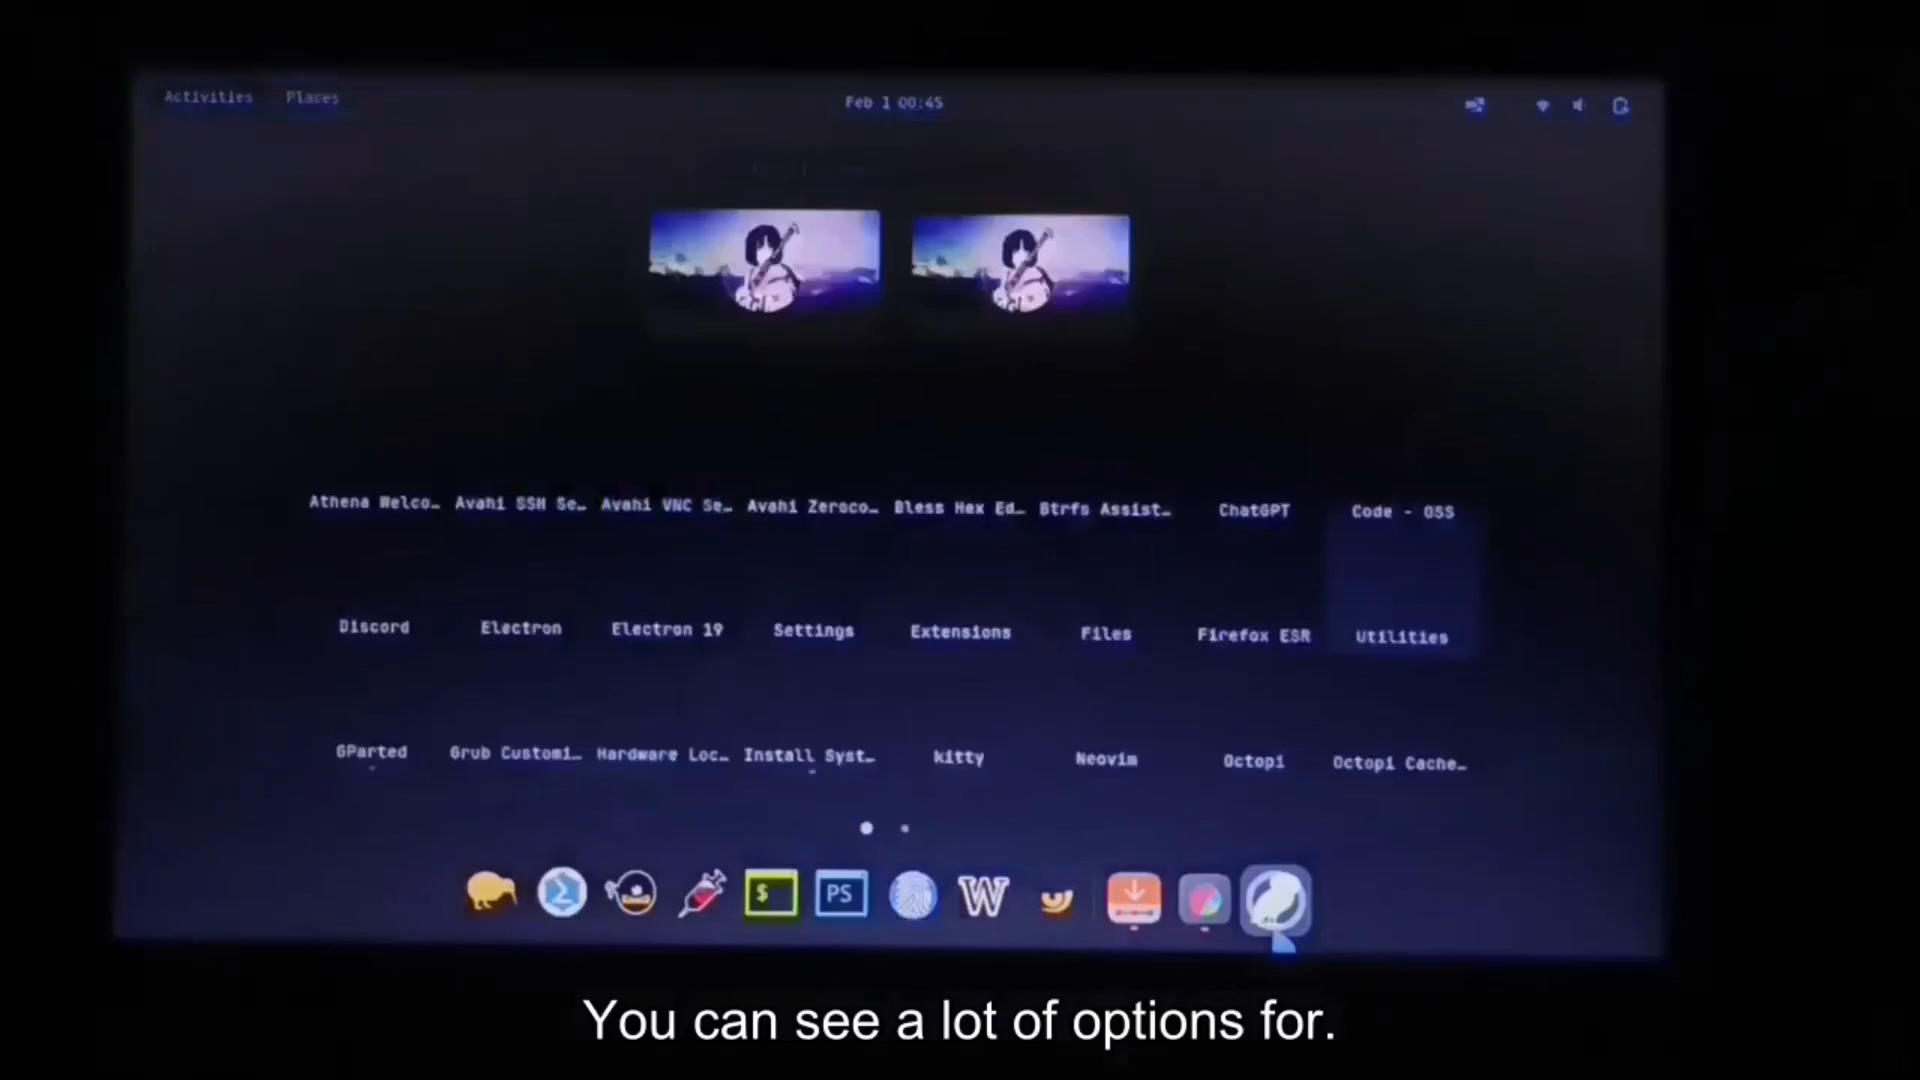 Activities Places Feb 1 00:45
Athena Welco… Avahi SSH Se… Avahi VNC Se… Avahi Zeroco… Bless Hex Ed… Btrfs Assist… ChatGPT Code - OSS
Discord Electron Electron 19 Settings Extensions Files Firefox ESR Utilities
GParted Grub Customi… Hardware Loc… Install Syst… kitty Neovim Octopi Octopi Cache…
$ PS W
You can see a lot of options for.